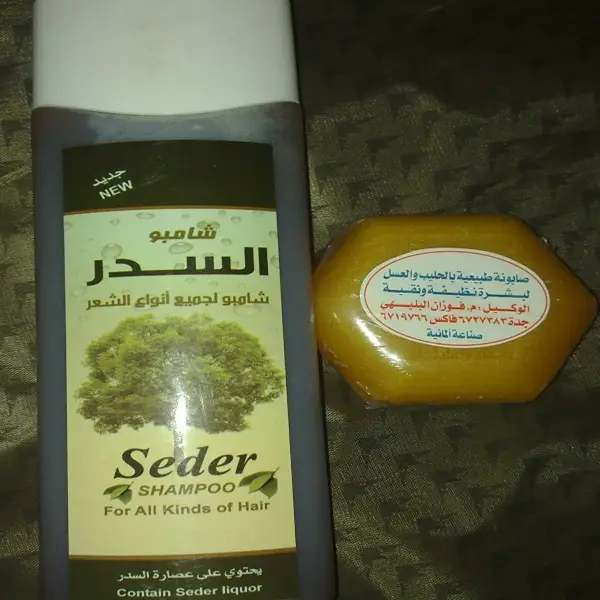 جديد
NEW
شامبو
السدر
شامبو لجميع أنواع الشعر
Seder
SHAMPOO
For All Kinds of Hair
يحتوي على عصارة السدر
Contain Seder liquor
صابونة طبيعية بالحليب والعسل
لبشرة نظيفة ونقية
الوكيل ، م. فوزان البليهي
جدة ٦٧٢٧٣٨٣ فاكس ٦٧١٩٧٦٦
صناعة ألمانية